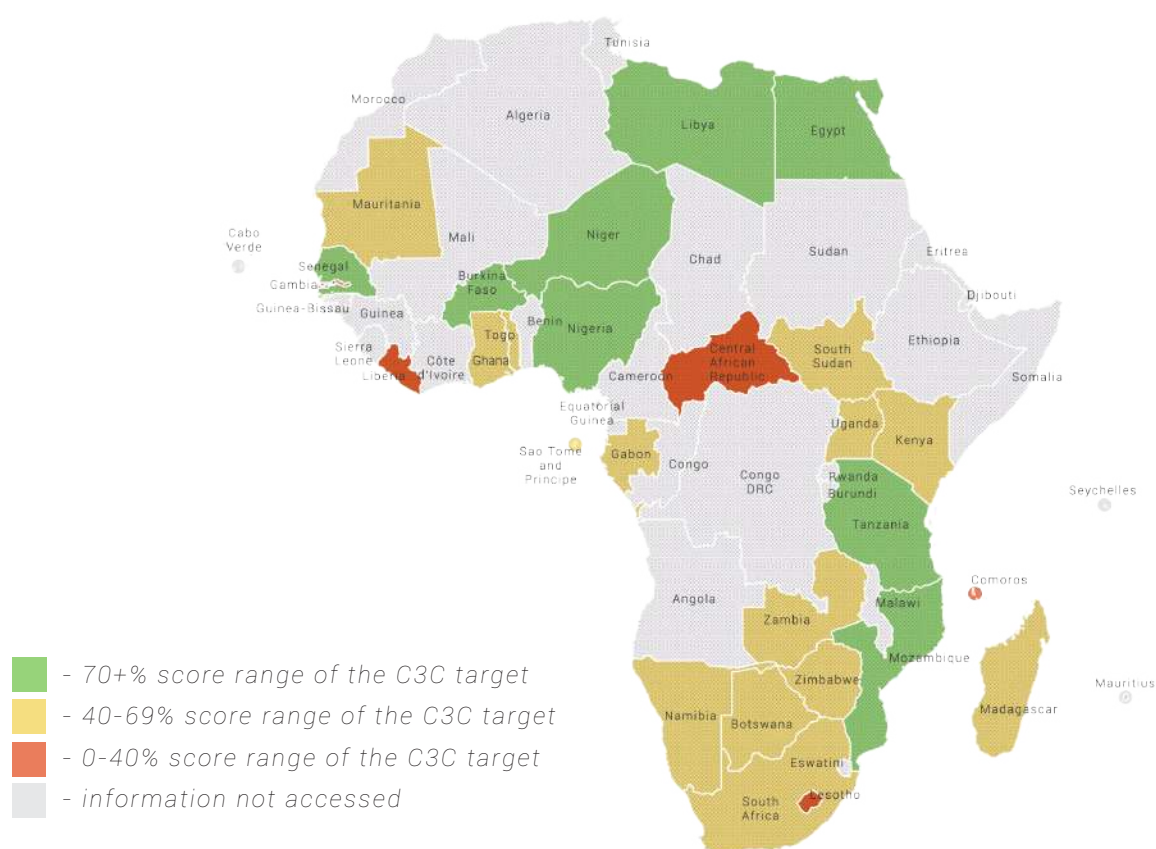 Tunisia
Morocco
Algeria
Libya
Egypt
Mauritania
Mali
Niger
Chad
Sudan
Eritrea
Cabo
Verde
Senegal
Gambia
Guinea-Bissau
Guinea
Burkina
Faso
Djibouti
Sierra
Leone
Liberia
Côte
d'Ivoire
Ghana
Togo
Benin
Nigeria
Cameroon
Central
African
Republic
South
Sudan
Ethiopia
Somalia
Equatorial
Guinea
Sao Tome
and
Principe
Gabon
Congo
Congo
DRC
Uganda
Kenya
Rwanda
Burundi
Tanzania
Seychelles
Comoros
Angola
Zambia
Malawi
Mozambique
Zimbabwe
Madagascar
Mauritius
Namibia
Botswana
Eswatini
Lesotho
South
Africa
- 70+% score range of the C3C target
- 40-69% score range of the C3C target
- 0-40% score range of the C3C target
- information not accessed